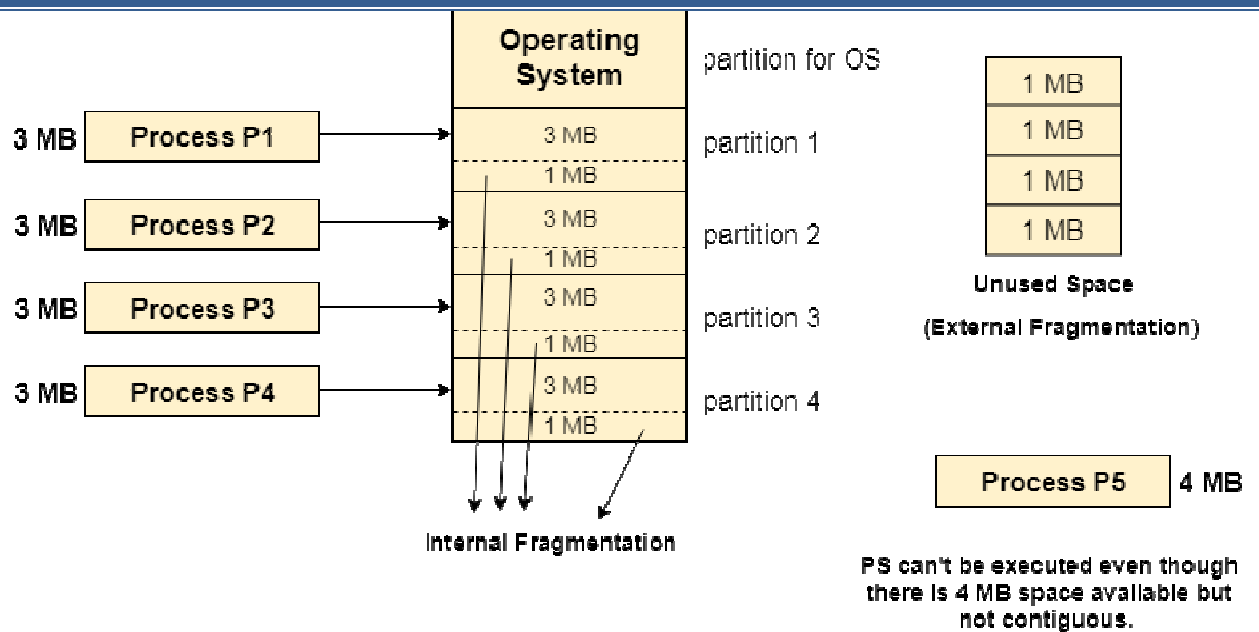 Operating
System
partition for OS
3 MB
Process P1
3 MB
1 MB
partition 1
3 MB
Process P2
3 MB
1 MB
partition 2
3 MB
Process P3
3 MB
1 MB
partition 3
3 MB
Process P4
3 MB
1 MB
partition 4
Internal Fragmentation
1 MB
1 MB
1 MB
1 MB
Unused Space
(External Fragmentation)
Process P5
4 MB
PS can't be executed even though
there is 4 MB space available but
not contiguous.